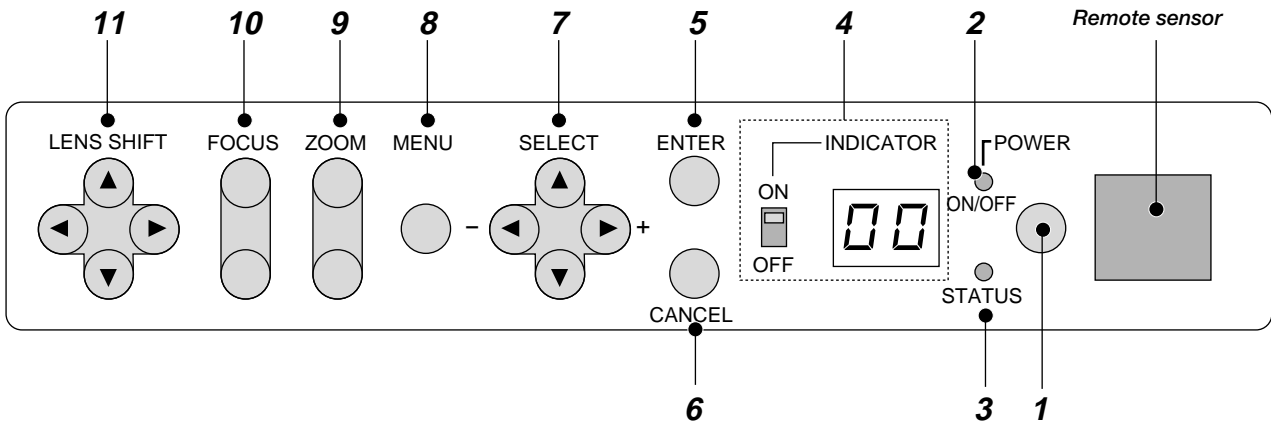 11 10 9 8 7 5 4 2 Remote sensor
LENS SHIFT FOCUS ZOOM MENU SELECT ENTER INDICATOR POWER
ON
ON/OFF
− +
00
OFF
STATUS
CANCEL
6 3 1